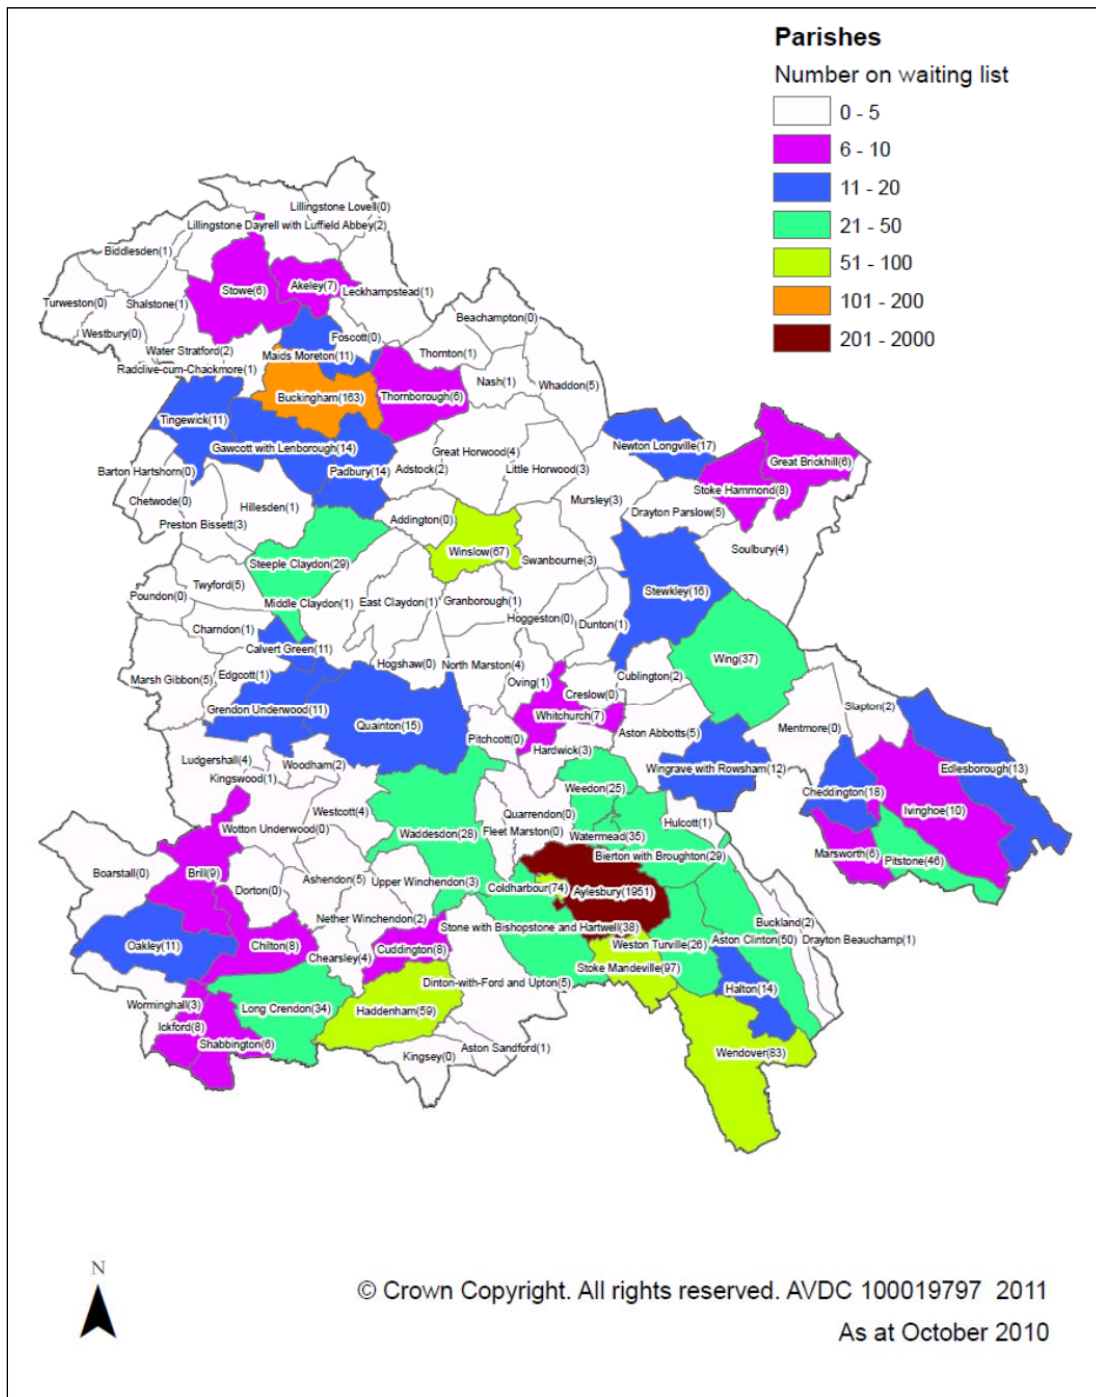 Parishes
Number on waiting list
0 - 5
6 - 10
11 - 20
21 - 50
51 - 100
101 - 200
201 - 2000
Lillingstone Lovell(0)
Lillingstone Dayrell with Luffield Abbey(2)
Biddlesden(1)
Stowe(6)
Akeley(7)
Leckhampstead(1)
Turweston(0)
Shalstone(1)
Westbury(0)
Beachampton(0)
Foscott(0)
Water Stratford(2)
Maids Moreton(11)
Thornton(1)
Radclive-cum-Chackmore(1)
Nash(1)
Whaddon(5)
Buckingham(163)
Thornborough(6)
Tingewick(11)
Gawcott with Lenborough(14)
Great Horwood(4)
Newton Longville(17)
Great Brickhill(6)
Barton Hartshorn(0)
Padbury(14)
Adstock(2)
Little Horwood(3)
Stoke Hammond(8)
Chetwode(0)
Hillesden(1)
Mursley(3)
Drayton Parslow(5)
Preston Bissett(3)
Addington(0)
Soulbury(4)
Winslow(67)
Swanbourne(3)
Steeple Claydon(29)
Twyford(5)
Poundon(0)
Stewkley(16)
Middle Claydon(1)
East Claydon(1)
Granborough(1)
Hoggeston(0)
Dunton(1)
Charndon(1)
Calvert Green(11)
Wing(37)
Hogshaw(0)
North Marston(4)
Edgcott(1)
Marsh Gibbon(5)
Oving(1)
Cublington(2)
Creslow(0)
Slapton(2)
Grendon Underwood(11)
Whitchurch(7)
Quainton(15)
Mentmore(0)
Aston Abbotts(5)
Pitchcott(0)
Hardwick(3)
Ludgershall(4)
Woodham(2)
Wingrave with Rowsham(12)
Edlesborough(13)
Kingswood(1)
Weedon(25)
Cheddington(18)
Ivinghoe(10)
Westcott(4)
Quarrendon(0)
Hulcott(1)
Wotton Underwood(0)
Waddesdon(28)
Fleet Marston(0)
Watermead(35)
Marsworth(6)
Pitstone(46)
Bierton with Broughton(29)
Boarstall(0)
Brill(9)
Ashendon(5)
Upper Winchendon(3)
Dorton(0)
Coldharbour(74)
Aylesbury(1951)
Nether Winchendon(2)
Buckland(2)
Stone with Bishopstone and Hartwell(38)
Oakley(11)
Chilton(8)
Cuddington(8)
Weston Turville(26)
Aston Clinton(50)
Drayton Beauchamp(1)
Chearsley(4)
Stoke Mandeville(97)
Dinton-with-Ford and Upton(5)
Halton(14)
Worminghall(3)
Long Crendon(34)
Haddenham(59)
Ickford(8)
Shabbington(6)
Aston Sandford(1)
Kingsey(0)
Wendover(83)
N
© Crown Copyright. All rights reserved. AVDC 100019797 2011
As at October 2010